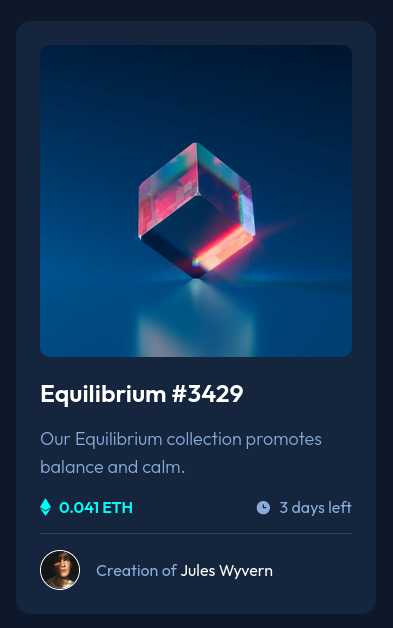 Equilibrium #3429
Our Equilibrium collection promotes
balance and calm.
0.041 ETH
3 days left
Creation of Jules Wyvern